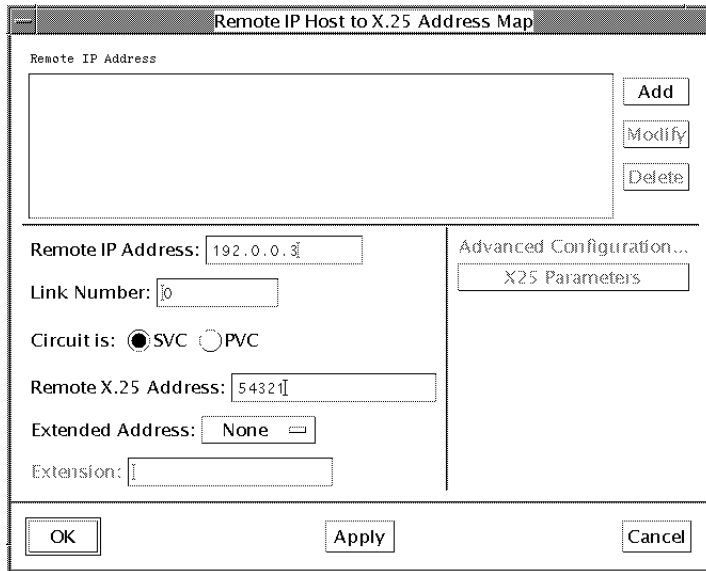 Remote IP Host to X.25 Address Map
Remote IP Address
Add
Modify
Delete
Remote IP Address: 192.0.0.3
Link Number: 0
Circuit is: SVC PVC
Remote X.25 Address: 54321
Extended Address: None
Extension:
Advanced Configuration...
X25 Parameters
OK Apply Cancel